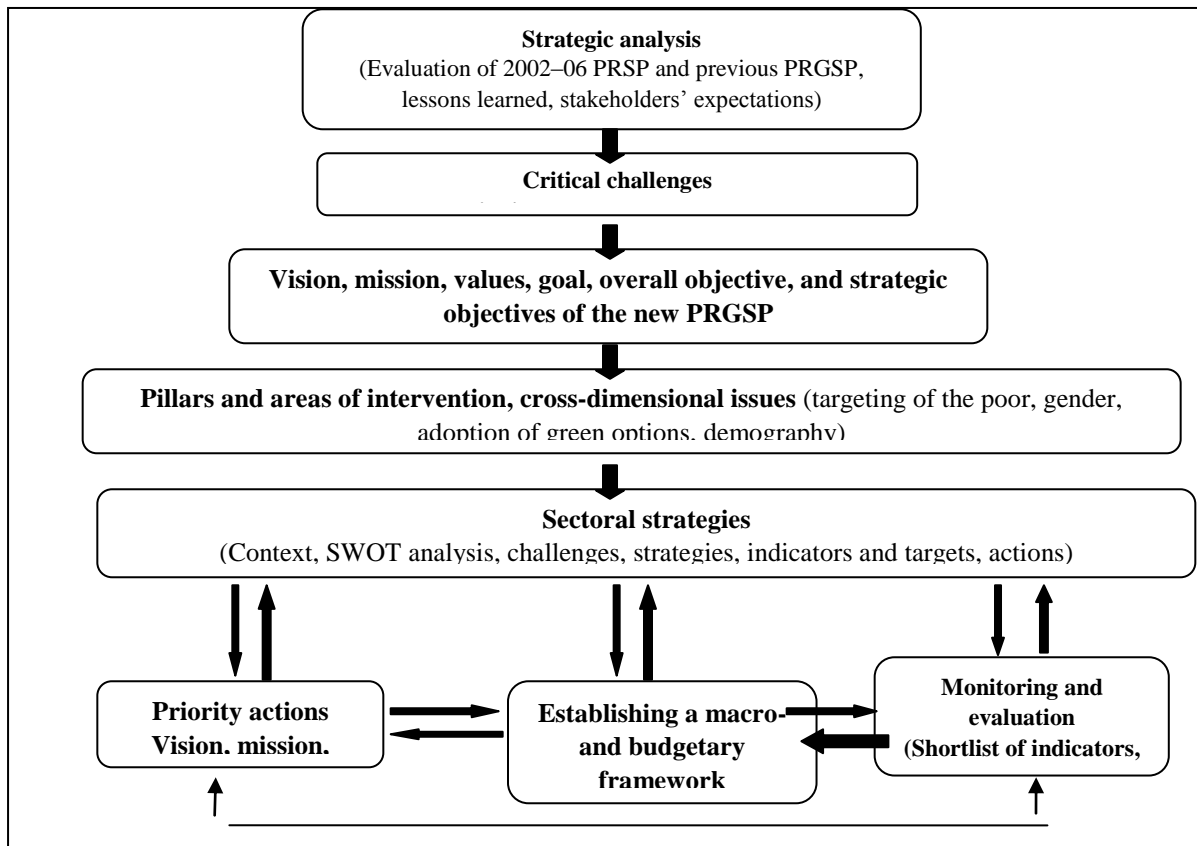 Strategic analysis
(Evaluation of 2002–06 PRSP and previous PRGSP,
lessons learned, stakeholders’ expectations)
Critical challenges
Vision, mission, values, goal, overall objective, and strategic
objectives of the new PRGSP
Pillars and areas of intervention, cross-dimensional issues (targeting of the poor, gender,
adoption of green options, demography)
Sectoral strategies
(Context, SWOT analysis, challenges, strategies, indicators and targets, actions)
Priority actions
Vision, mission,
Establishing a macro-
and budgetary
framework
Monitoring and
evaluation
(Shortlist of indicators,